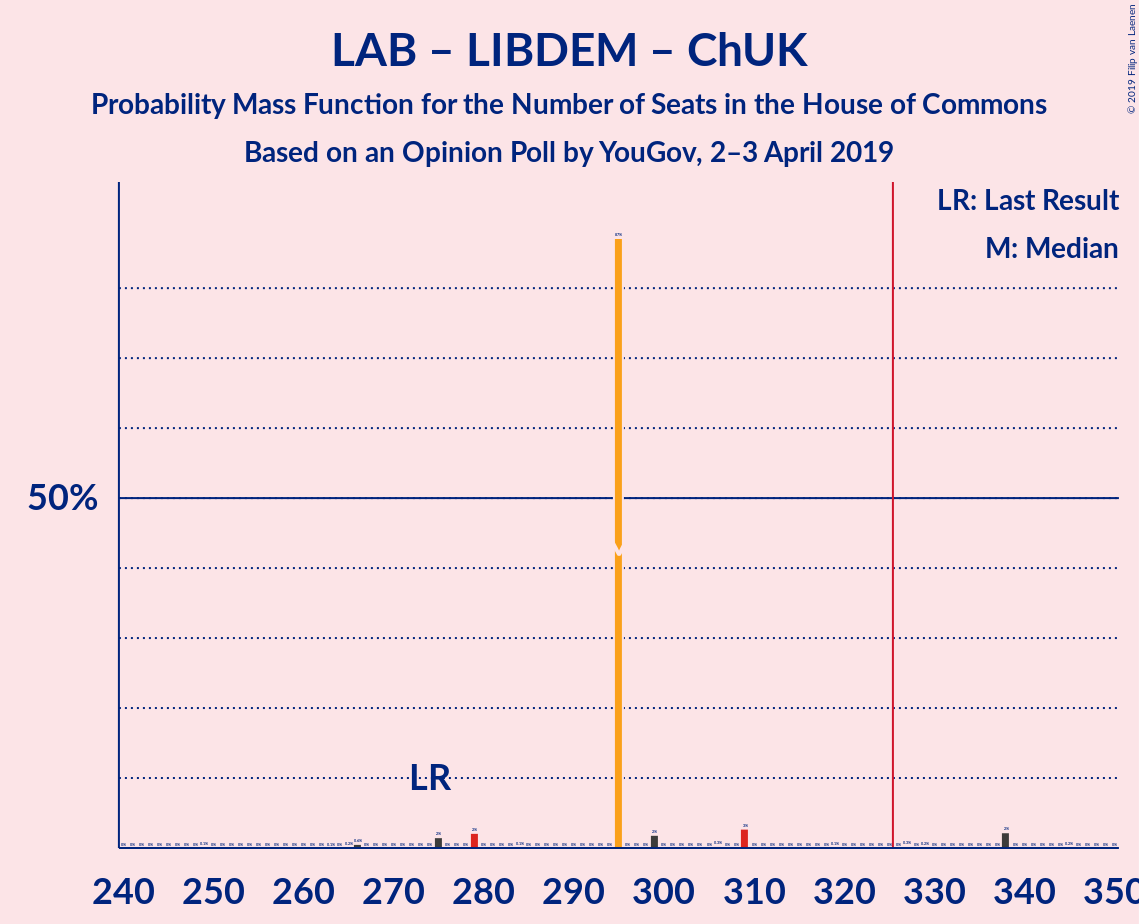 LAB – LIBDEM – ChUK
Probability Mass Function for the Number of Seats in the House of Commons
Based on an Opinion Poll by YouGov, 2–3 April 2019
© 2019 Filip van Laenen
LR: Last Result
M: Median
87%
50%
M
LR
240 250 260 270 280 290 300 310 320 330 340 350